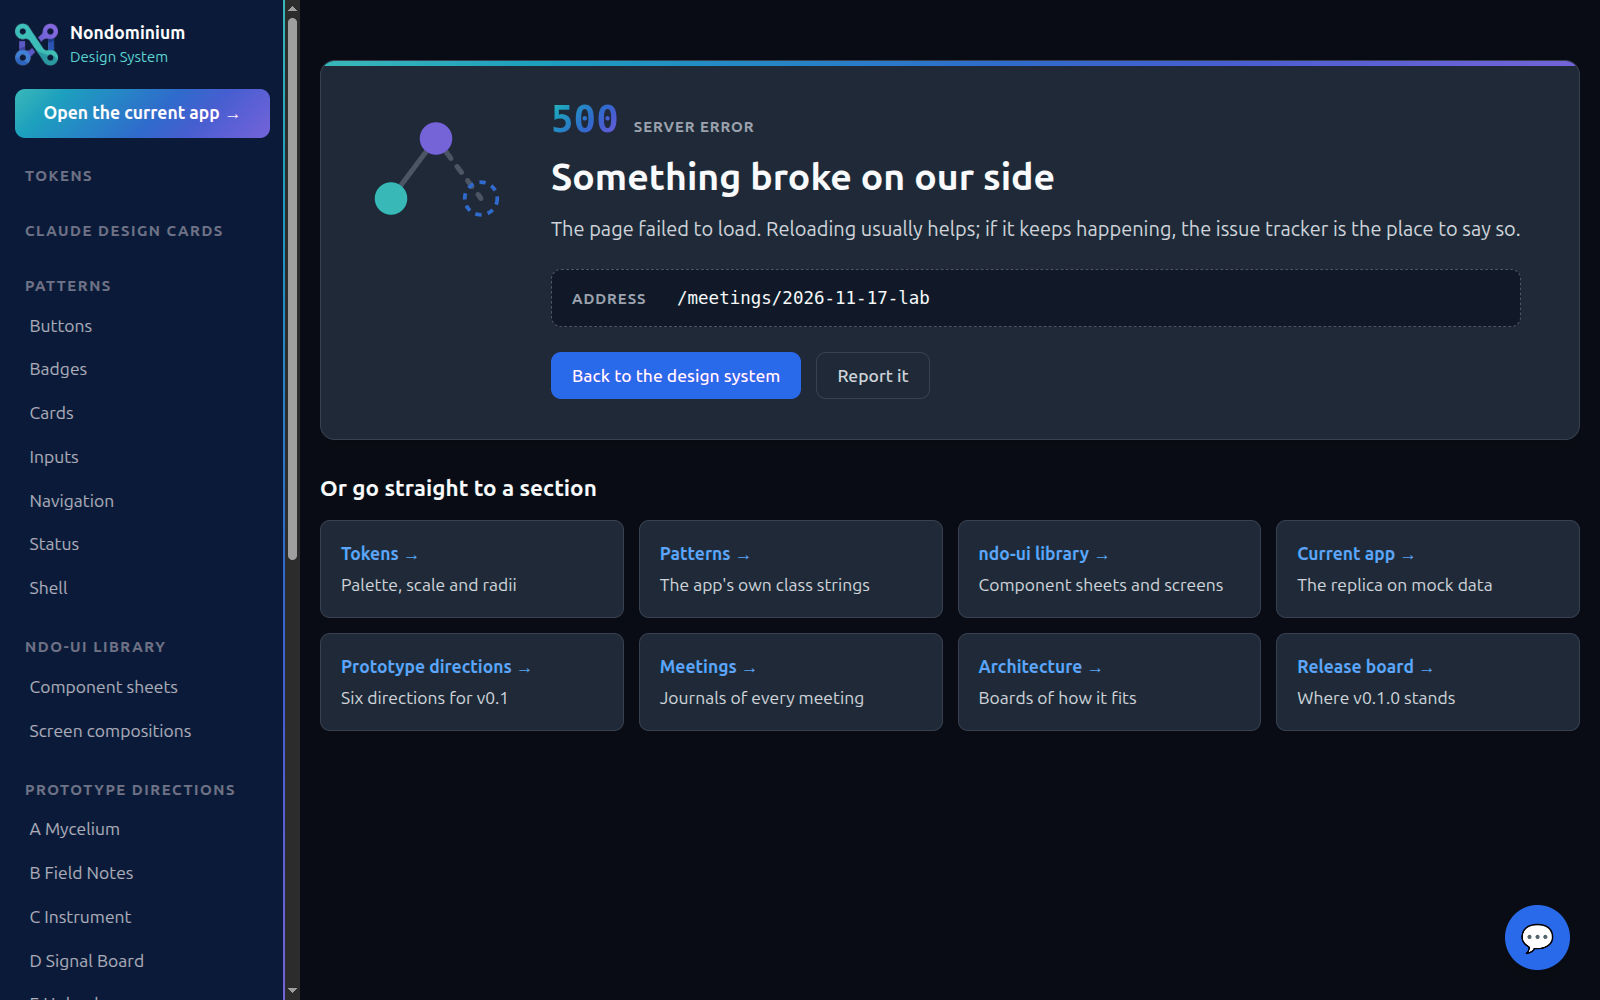 Nondominium
Design System
Open the current app →
TOKENS
CLAUDE DESIGN CARDS
PATTERNS
Buttons
Badges
Cards
Inputs
Navigation
Status
Shell
NDO-UI LIBRARY
Component sheets
Screen compositions
PROTOTYPE DIRECTIONS
A Mycelium
B Field Notes
C Instrument
D Signal Board
500 SERVER ERROR
Something broke on our side
The page failed to load. Reloading usually helps; if it keeps happening, the issue tracker is the place to say so.
ADDRESS /meetings/2026-11-17-lab
Back to the design system
Report it
Or go straight to a section
Tokens →
Palette, scale and radii
Patterns →
The app's own class strings
ndo-ui library →
Component sheets and screens
Current app →
The replica on mock data
Prototype directions →
Six directions for v0.1
Meetings →
Journals of every meeting
Architecture →
Boards of how it fits
Release board →
Where v0.1.0 stands